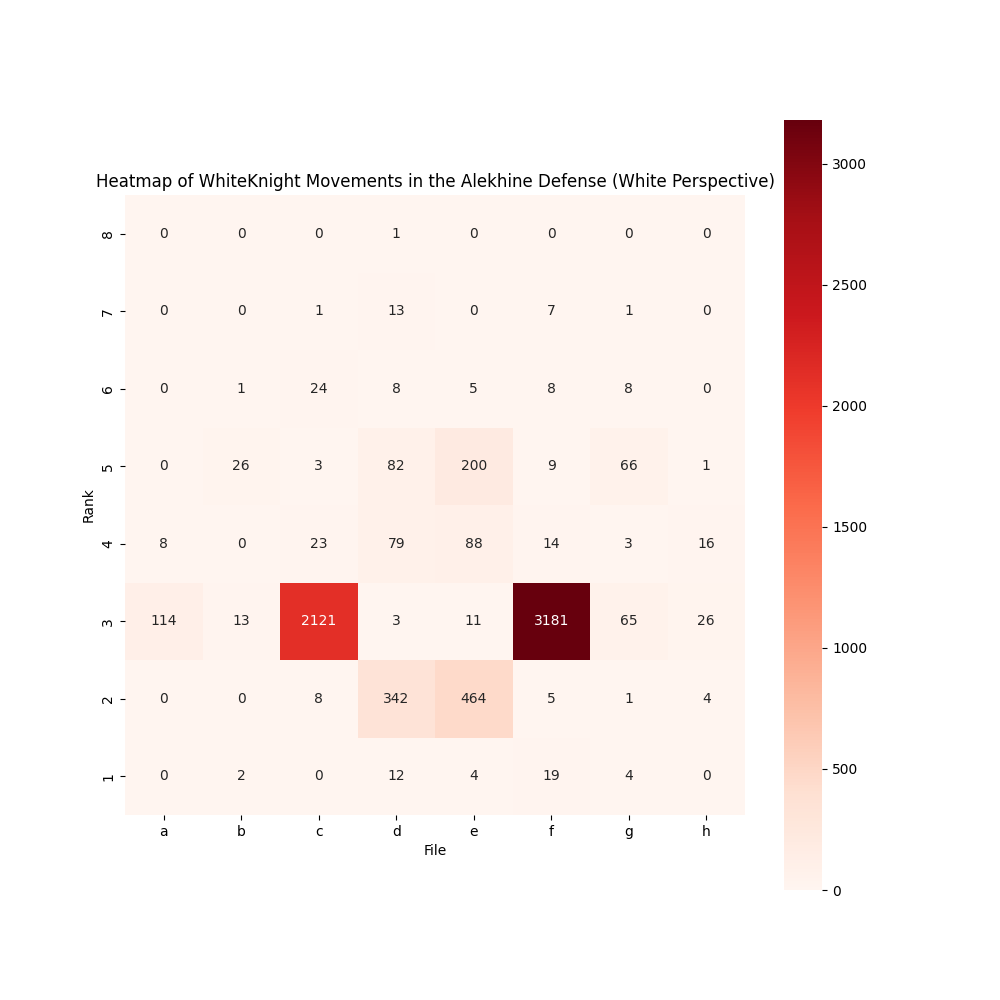 Heatmap of WhiteKnight Movements in the Alekhine Defense (White Perspective)
8 0 0 0 1 0 0 0 0
7 0 0 1 13 0 7 1 0
6 0 1 24 8 5 8 8 0
5 0 26 3 82 200 9 66 1
Rank
4 8 0 23 79 88 14 3 16
3 114 13 2121 3 11 3181 65 26
2 0 0 8 342 464 5 1 4
1 0 2 0 12 4 19 4 0
a b c d e f g h
File
3000
2500
2000
1500
1000
500
0